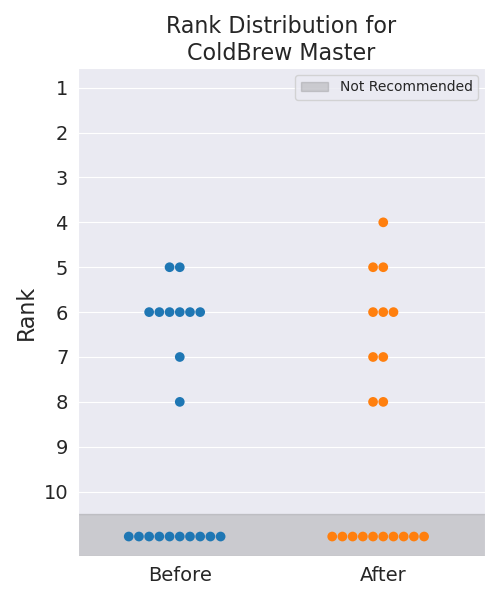 Rank Distribution for
ColdBrew Master
Not Recommended
1
2
3
4
5
6
7
8
9
10
Rank
Before
After